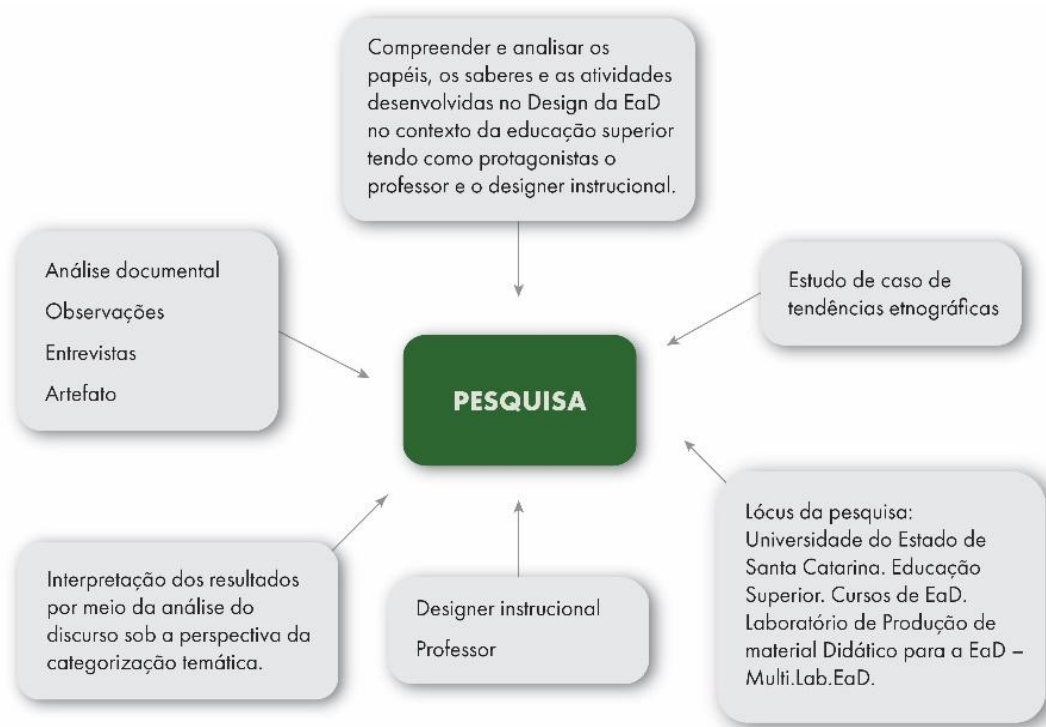 Compreender e analisar os
papéis, os saberes e as atividades
desenvolvidas no Design da EaD
no contexto da educação superior
tendo como protagonistas o
professor e o designer instrucional.
Análise documental
Observações
Entrevistas
Artefato
Estudo de caso de
tendências etnográficas
PESQUISA
Interpretação dos resultados
por meio da análise do
discurso sob a perspectiva da
categorização temática.
Designer instrucional
Professor
Lócus da pesquisa:
Universidade do Estado de
Santa Catarina. Educação
Superior. Cursos de EaD.
Laboratório de Produção de
material Didático para a EaD –
Multi.Lab.EaD.